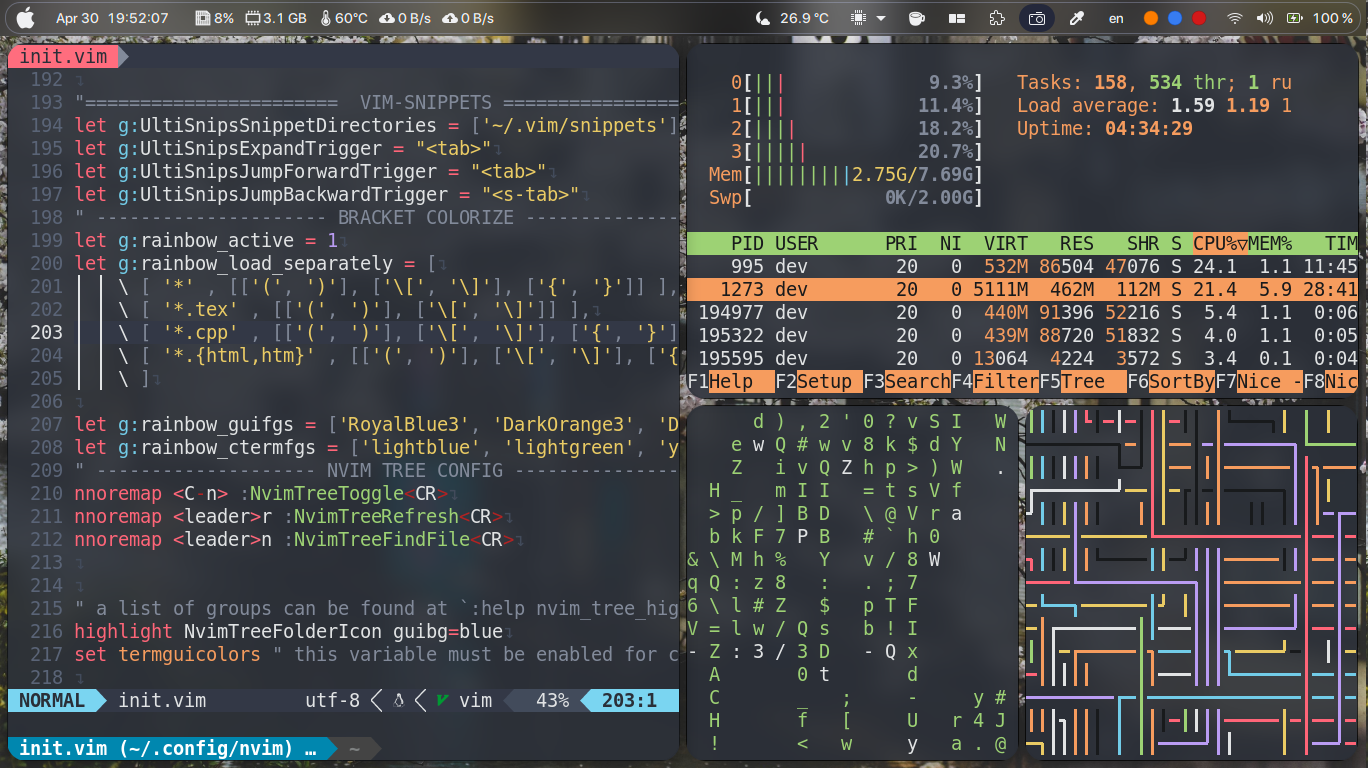 Apr 30 19:52:07 8% 3.1 GB 60°C 0 B/s 0 B/s 26.9 °C en 100 %
init.vim
192
193 "======================= VIM-SNIPPETS ================
194 let g:UltiSnipsSnippetDirectories = ['~/.vim/snippets']
195 let g:UltiSnipsExpandTrigger = "<tab>"
196 let g:UltiSnipsJumpForwardTrigger = "<tab>"
197 let g:UltiSnipsJumpBackwardTrigger = "<s-tab>"
198 " --------------------- BRACKET COLORIZE --------------
199 let g:rainbow_active = 1
200 let g:rainbow_load_separately = [
201 \ [ '*' , [['(', ')'], ['\[', '\]'], ['{', '}']] ],
202 \ [ '*.tex' , [['(', ')'], ['\[', '\]']] ],
203 \ [ '*.cpp' , [['(', ')'], ['\[', '\]'], ['{', '}']
204 \ [ '*.{html,htm}' , [['(', ')'], ['\[', '\]'], ['{
205 \ ]
206
207 let g:rainbow_guifgs = ['RoyalBlue3', 'DarkOrange3', 'D
208 let g:rainbow_ctermfgs = ['lightblue', 'lightgreen', 'y
209 " -------------------- NVIM TREE CONFIG ---------------
210 nnoremap <C-n> :NvimTreeToggle<CR>
211 nnoremap <leader>r :NvimTreeRefresh<CR>
212 nnoremap <leader>n :NvimTreeFindFile<CR>
213
214
215 " a list of groups can be found at `:help nvim_tree_hig
216 highlight NvimTreeFolderIcon guibg=blue
217 set termguicolors " this variable must be enabled for c
218
NORMAL init.vim utf-8 vim 43% 203:1
init.vim (~/.config/nvim) … ~
0[||| 9.3%] Tasks: 158, 534 thr; 1 ru
1[||| 11.4%] Load average: 1.59 1.19 1
2[|||| 18.2%] Uptime: 04:34:29
3[||||| 20.7%]
Mem[|||||||||2.75G/7.69G]
Swp[ 0K/2.00G]
PID USER PRI NI VIRT RES SHR S CPU%▽MEM% TIM
995 dev 20 0 532M 86504 47076 S 24.1 1.1 11:45
1273 dev 20 0 5111M 462M 112M S 21.4 5.9 28:41
194977 dev 20 0 440M 91396 52216 S 5.4 1.1 0:06
195322 dev 20 0 439M 88720 51832 S 4.0 1.1 0:05
195595 dev 20 0 13064 4224 3572 S 3.4 0.1 0:04
F1Help F2Setup F3SearchF4FilterF5Tree F6SortByF7Nice -F8Nic
d ) , 2 ' 0 ? v S I W
e w Q # w v 8 k $ d Y N
Z i v Q Z h p > ) W .
H _ m I I = t s V f
> p / ] B D \ @ V r a
b k F 7 P B # ` h 0
& \ M h % Y v / 8 W
q Q : z 8 : . ; 7
6 \ l # Z $ p T F
V = l w / Q s b ! I
- Z : 3 / 3 D - Q x
A 0 t d
C _ ; - y #
H f [ U r 4 J
! < w y a . @